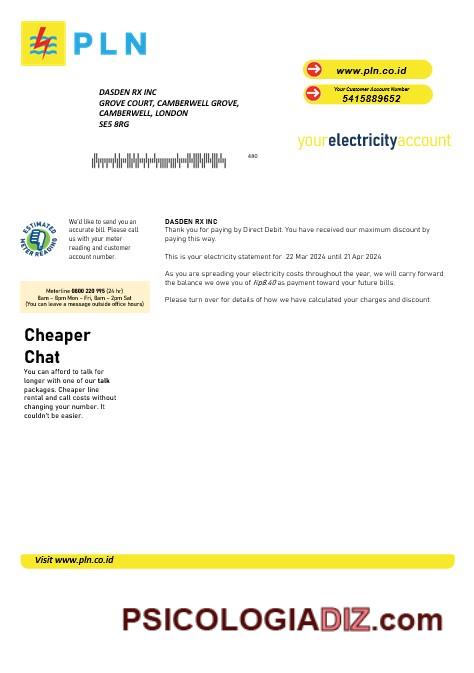 PLN
www.pln.co.id
Your Customer Account Number
5415889652
DASDEN RX INC
GROVE COURT, CAMBERWELL GROVE,
CAMBERWELL, LONDON
SE5 8RG
yourelectricityaccount
480
ESTIMATED
METER READING
We'd like to send you an
accurate bill. Please call
us with your meter
reading and customer
account number.
Meterline 0800 220 995 (24 hr)
8am – 8pm Mon – Fri, 8am – 2pm Sat
(You can leave a message outside office hours)
DASDEN RX INC
Thank you for paying by Direct Debit. You have received our maximum discount by
paying this way.
This is your electricity statement for 22 Mar 2024 until 21 Apr 2024
As you are spreading your electricity costs throughout the year, we will carry forward
the balance we owe you of Rp8.40 as payment toward your future bills.
Please turn over for details of how we have calculated your charges and discount
Cheaper
Chat
You can afford to talk for
longer with one of our talk
packages. Cheaper line
rental and call costs without
changing your number. It
couldn't be easier.
Visit www.pln.co.id
PSICOLOGIADIZ.com